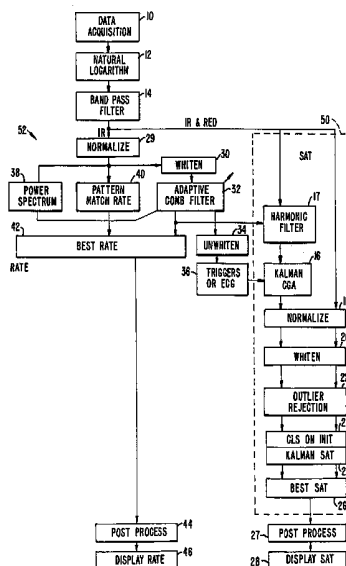 DATA ACQUISITION
10
NATURAL LOGARITHM
12
BAND PASS FILTER
14
IR & RED
50
52
IR
NORMALIZE
29
SAT
WHITEN
30
38
POWER SPECTRUM
40
PATTERN MATCH RATE
ADAPTIVE COMB FILTER
32
17
HARMONIC FILTER
42
BEST RATE
34
UNWHITEN
RATE
36
TRIGGERS OR ECG
16
KALMAN CGA
NORMALIZE
WHITEN
OUTLIER REJECTION
CLS ON INIT
KALMAN SAT
BEST SAT
26
POST PROCESS
44
27
POST PROCESS
DISPLAY RATE
46
28
DISPLAY SAT